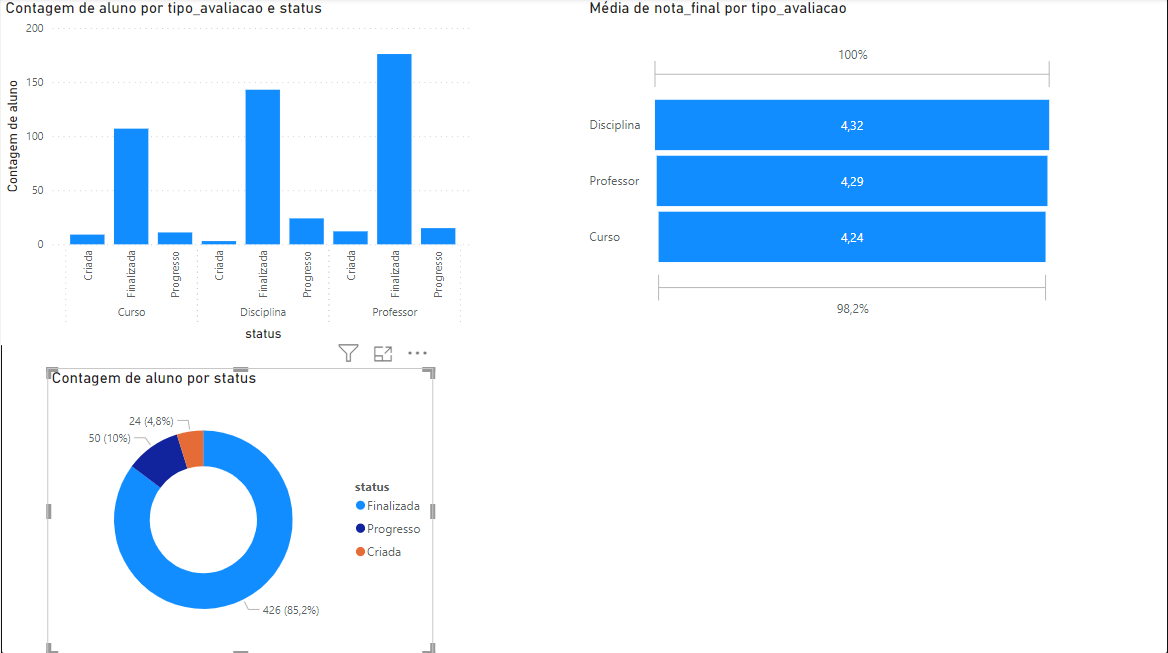 Contagem de aluno por tipo_avaliacao e status
Contagem de aluno
200
150
100
50
0
Criada
Finalizada
Progresso
Criada
Finalizada
Progresso
Criada
Finalizada
Progresso
Curso
Disciplina
Professor
status
Média de nota_final por tipo_avaliacao
100%
Disciplina
4,32
Professor
4,29
Curso
4,24
98,2%
Contagem de aluno por status
24 (4,8%)
50 (10%)
426 (85,2%)
status
Finalizada
Progresso
Criada